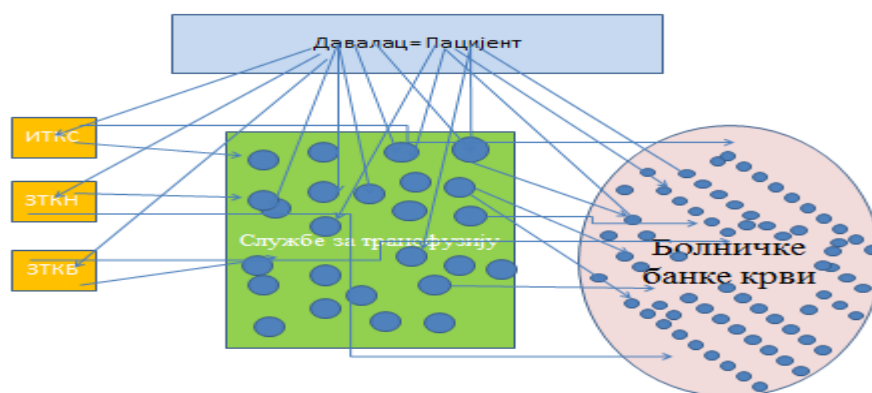 Давалац=Пацијент
ИТКС
ЗТКН
ЗТКБ
Службе за трансфузију
Болничке
банке крви